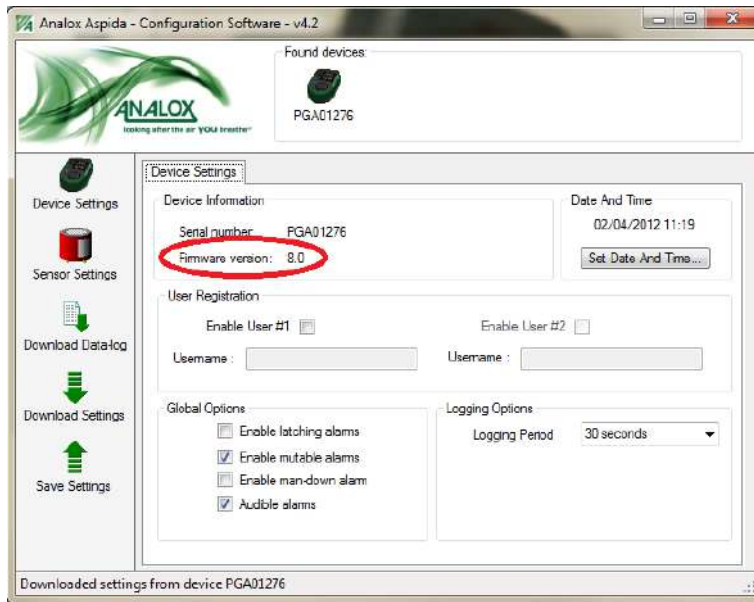 Analox Aspida - Configuration Software - v4.2
Found devices:
PGA01276
ANALOX
looking after the air YOU breathe
Device Settings
Sensor Settings
Download Data-log
Download Settings
Save Settings
Device Settings
Device Information
Serial number: PGA01276
Firmware version: 8.0
Date And Time
02/04/2012 11:19
Set Date And Time...
User Registration
Enable User #1
Enable User #2
Username :
Username :
Global Options
Enable latching alarms
Enable mutable alarms
Enable man-down alarm
Audible alarms
Logging Options
Logging Period 30 seconds
Downloaded settings from device PGA01276